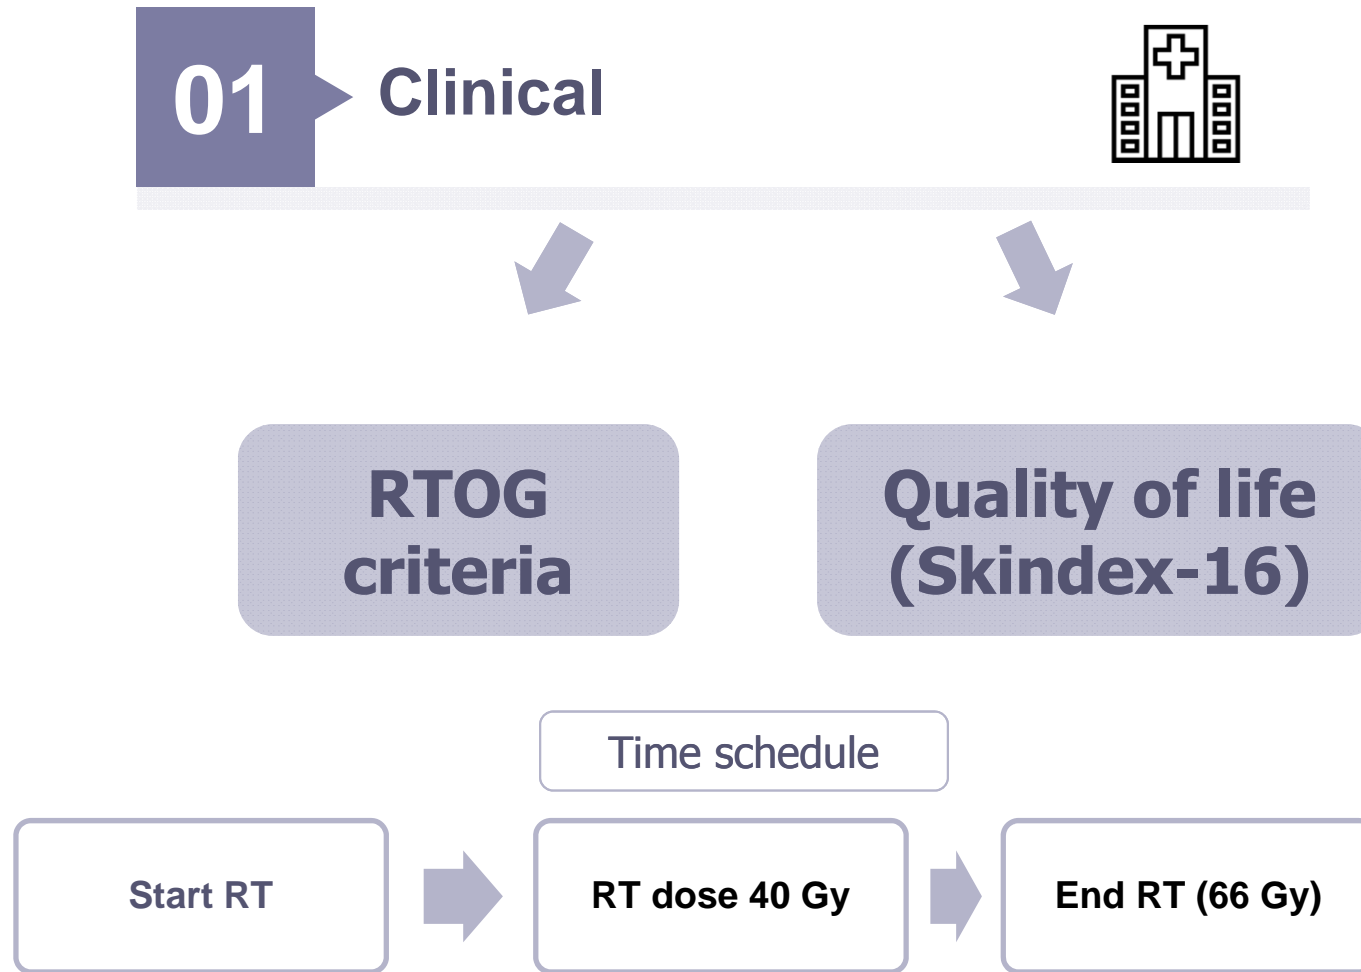 01
Clinical
RTOG
criteria
Quality of life
(Skindex-16)
Time schedule
Start RT
RT dose 40 Gy
End RT (66 Gy)